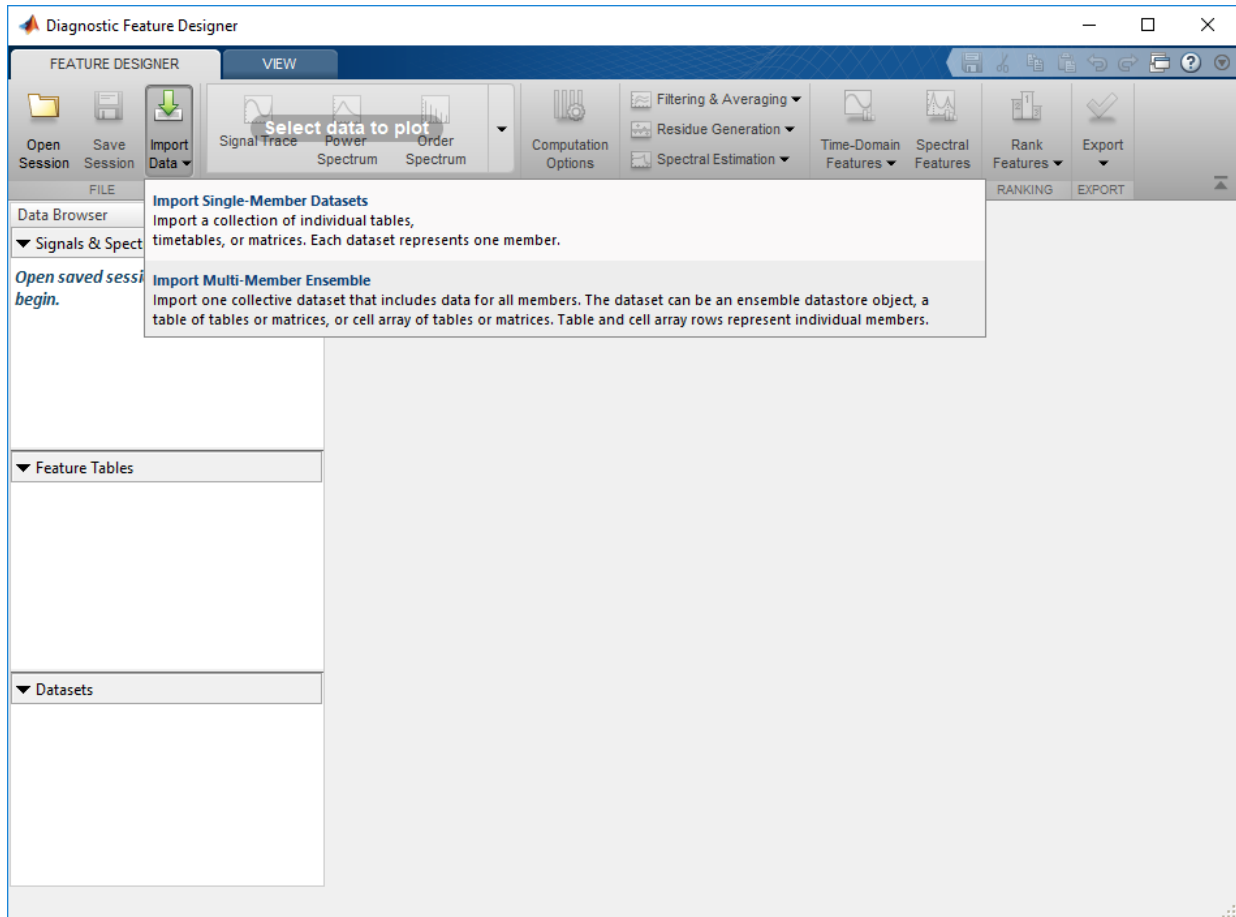 Diagnostic Feature Designer
FEATURE DESIGNER
VIEW
Open
Session
Save
Session
Import
Data
Signal Trace
Power
Spectrum
Order
Spectrum
Select data to plot
Computation
Options
Filtering & Averaging
Residue Generation
Spectral Estimation
Time-Domain
Features
Spectral
Features
Rank
Features
Export
FILE
RANKING
EXPORT
Import Single-Member Datasets
Import a collection of individual tables,
timetables, or matrices. Each dataset represents one member.
Import Multi-Member Ensemble
Import one collective dataset that includes data for all members. The dataset can be an ensemble datastore object, a
table of tables or matrices, or cell array of tables or matrices. Table and cell array rows represent individual members.
Data Browser
Signals & Spect
Open saved sessi
begin.
Feature Tables
Datasets